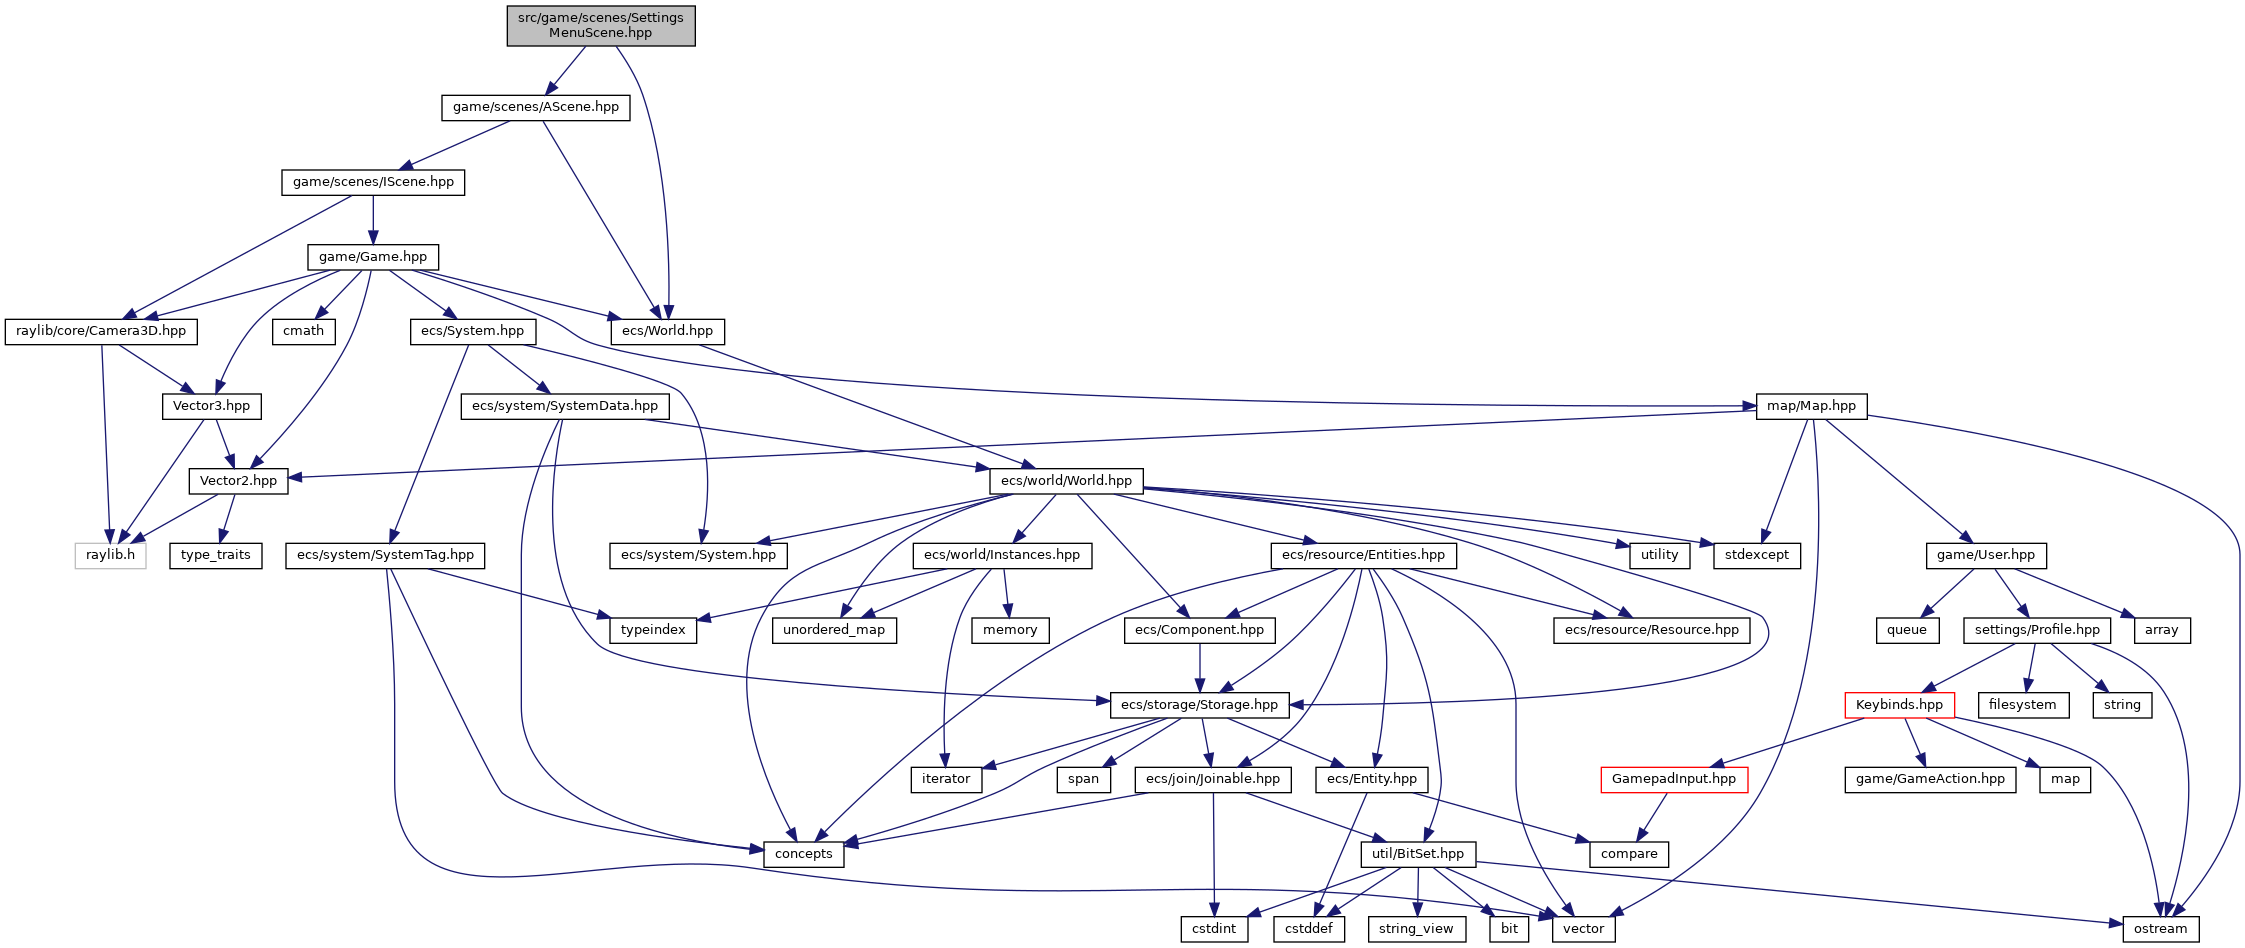 src/game/scenes/Settings
MenuScene.hpp
game/scenes/AScene.hpp
game/scenes/IScene.hpp
game/Game.hpp
raylib/core/Camera3D.hpp
cmath
ecs/System.hpp
ecs/World.hpp
Vector3.hpp
ecs/system/SystemData.hpp
map/Map.hpp
Vector2.hpp
ecs/world/World.hpp
raylib.h
type_traits
ecs/system/SystemTag.hpp
ecs/system/System.hpp
ecs/world/Instances.hpp
ecs/resource/Entities.hpp
utility
stdexcept
game/User.hpp
typeindex
unordered_map
memory
ecs/Component.hpp
ecs/resource/Resource.hpp
queue
settings/Profile.hpp
array
ecs/storage/Storage.hpp
Keybinds.hpp
filesystem
string
iterator
span
ecs/join/Joinable.hpp
ecs/Entity.hpp
GamepadInput.hpp
game/GameAction.hpp
map
concepts
util/BitSet.hpp
compare
cstdint
cstddef
string_view
bit
vector
ostream